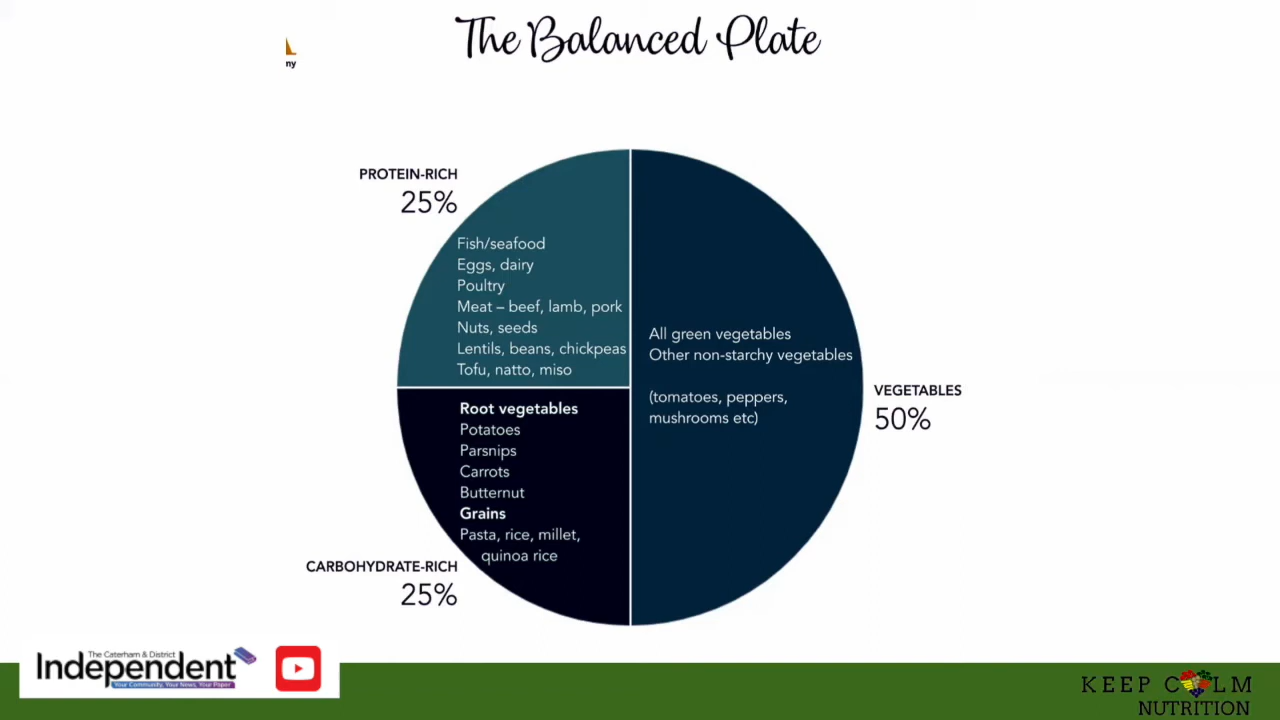 The Balanced Plate
ny
PROTEIN-RICH
25%
Fish/seafood
Eggs, dairy
Poultry
Meat – beef, lamb, pork
Nuts, seeds
Lentils, beans, chickpeas
Tofu, natto, miso
All green vegetables
Other non-starchy vegetables
(tomatoes, peppers,
mushrooms etc)
VEGETABLES
50%
Root vegetables
Potatoes
Parsnips
Carrots
Butternut
Grains
Pasta, rice, millet,
quinoa rice
CARBOHYDRATE-RICH
25%
The Caterham & District
Independent
Your Community, Your News, Your Paper
KEEP C LM
NUTRITION